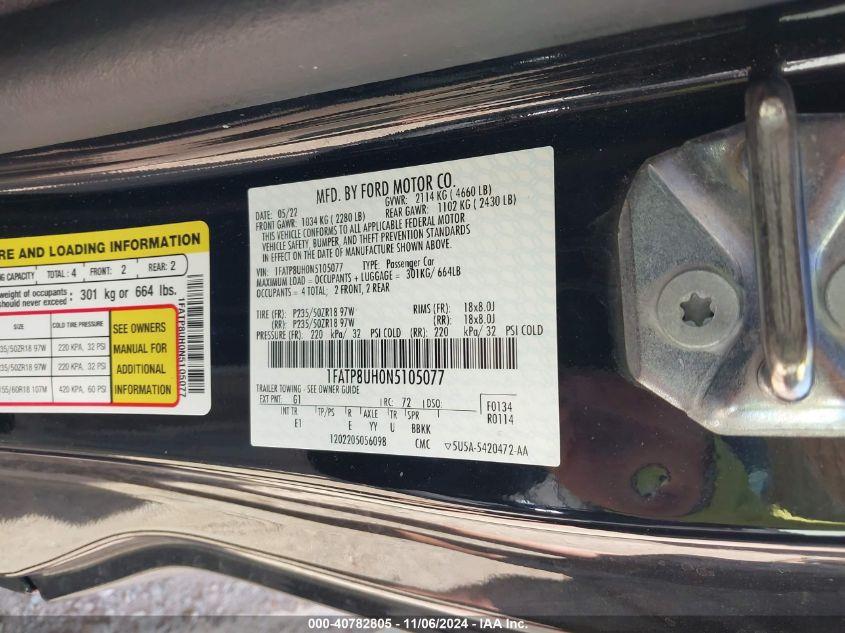 RE AND LOADING INFORMATION
NG CAPACITY TOTAL : 4 FRONT: 2 REAR: 2
weight of occupants : 301 kg or 664 lbs.
should never exceed :
SIZE COLD TIRE PRESSURE
35/50ZR18 97W 220 KPA, 32 PSI
35/50ZR18 97W 220 KPA, 32 PSI
155/60R18 107M 420 KPA, 60 PSI
SEE OWNERS
MANUAL FOR
ADDITIONAL
INFORMATION
1FATP8UH0N5105077
MFD. BY FORD MOTOR CO.
DATE: 05/22 GVWR: 2114 KG ( 4660 LB)
FRONT GAWR: 1034 KG ( 2280 LB) REAR GAWR: 1102 KG ( 2430 LB)
THIS VEHICLE CONFORMS TO ALL APPLICABLE FEDERAL MOTOR
VEHICLE SAFETY, BUMPER, AND THEFT PREVENTION STANDARDS
IN EFFECT ON THE DATE OF MANUFACTURE SHOWN ABOVE.
VIN: 1FATP8UH0N5105077 TYPE: Passenger Car
MAXIMUM LOAD = OCCUPANTS + LUGGAGE = 301KG/ 664LB
OCCUPANTS = 4 TOTAL; 2 FRONT, 2 REAR
TIRE (FR): P235/50ZR18 97W RIMS (FR): 18x8.0J
(RR): P235/50ZR18 97W (RR): 18x8.0J
PRESSURE (FR): 220 kPa/ 32 PSI COLD (RR): 220 kPa/ 32 PSI COLD
1FATP8UH0N5105077
TRAILER TOWING - SEE OWNER GUIDE
EXT PNT: G1 RC: 72 DSO: F0134
INT TR TP/PS R AXLE TR SPR R0114
E1 E YY U BBKK
120220505609​8 CMC ▽5U5A-5420472-AA
000-40782805 - 11/06/2024 - IAA Inc.